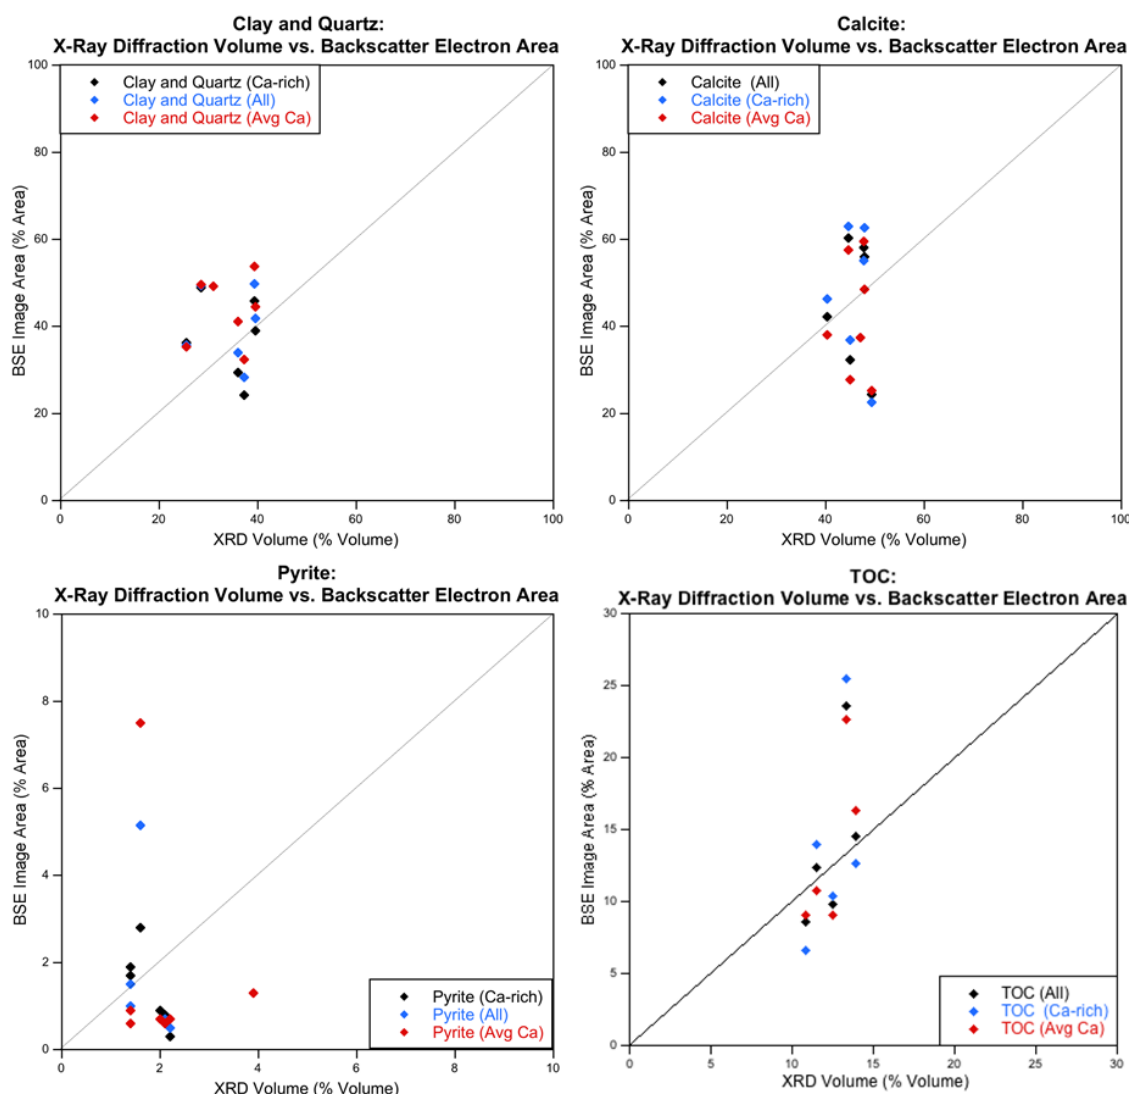 Clay and Quartz:
X-Ray Diffraction Volume vs. Backscatter Electron Area
100
80
60
40
20
0
BSE Image Area (% Area)
Clay and Quartz (Ca-rich)
Clay and Quartz (All)
Clay and Quartz (Avg Ca)
0 20 40 60 80 100
XRD Volume (% Volume)
Calcite:
X-Ray Diffraction Volume vs. Backscatter Electron Area
100
80
60
40
20
0
BSE Image Area (% Area)
Calcite (All)
Calcite (Ca-rich)
Calcite (Avg Ca)
0 20 40 60 80 100
XRD Volume (% Volume)
Pyrite:
X-Ray Diffraction Volume vs. Backscatter Electron Area
10
8
6
4
2
0
BSE Image Area (% Area)
Pyrite (Ca-rich)
Pyrite (All)
Pyrite (Avg Ca)
0 2 4 6 8 10
XRD Volume (% Volume)
TOC:
X-Ray Diffraction Volume vs. Backscatter Electron Area
30
25
20
15
10
5
0
BSE Image Area (% Area)
TOC (All)
TOC (Ca-rich)
TOC (Avg Ca)
0 5 10 15 20 25 30
XRD Volume (% Volume)